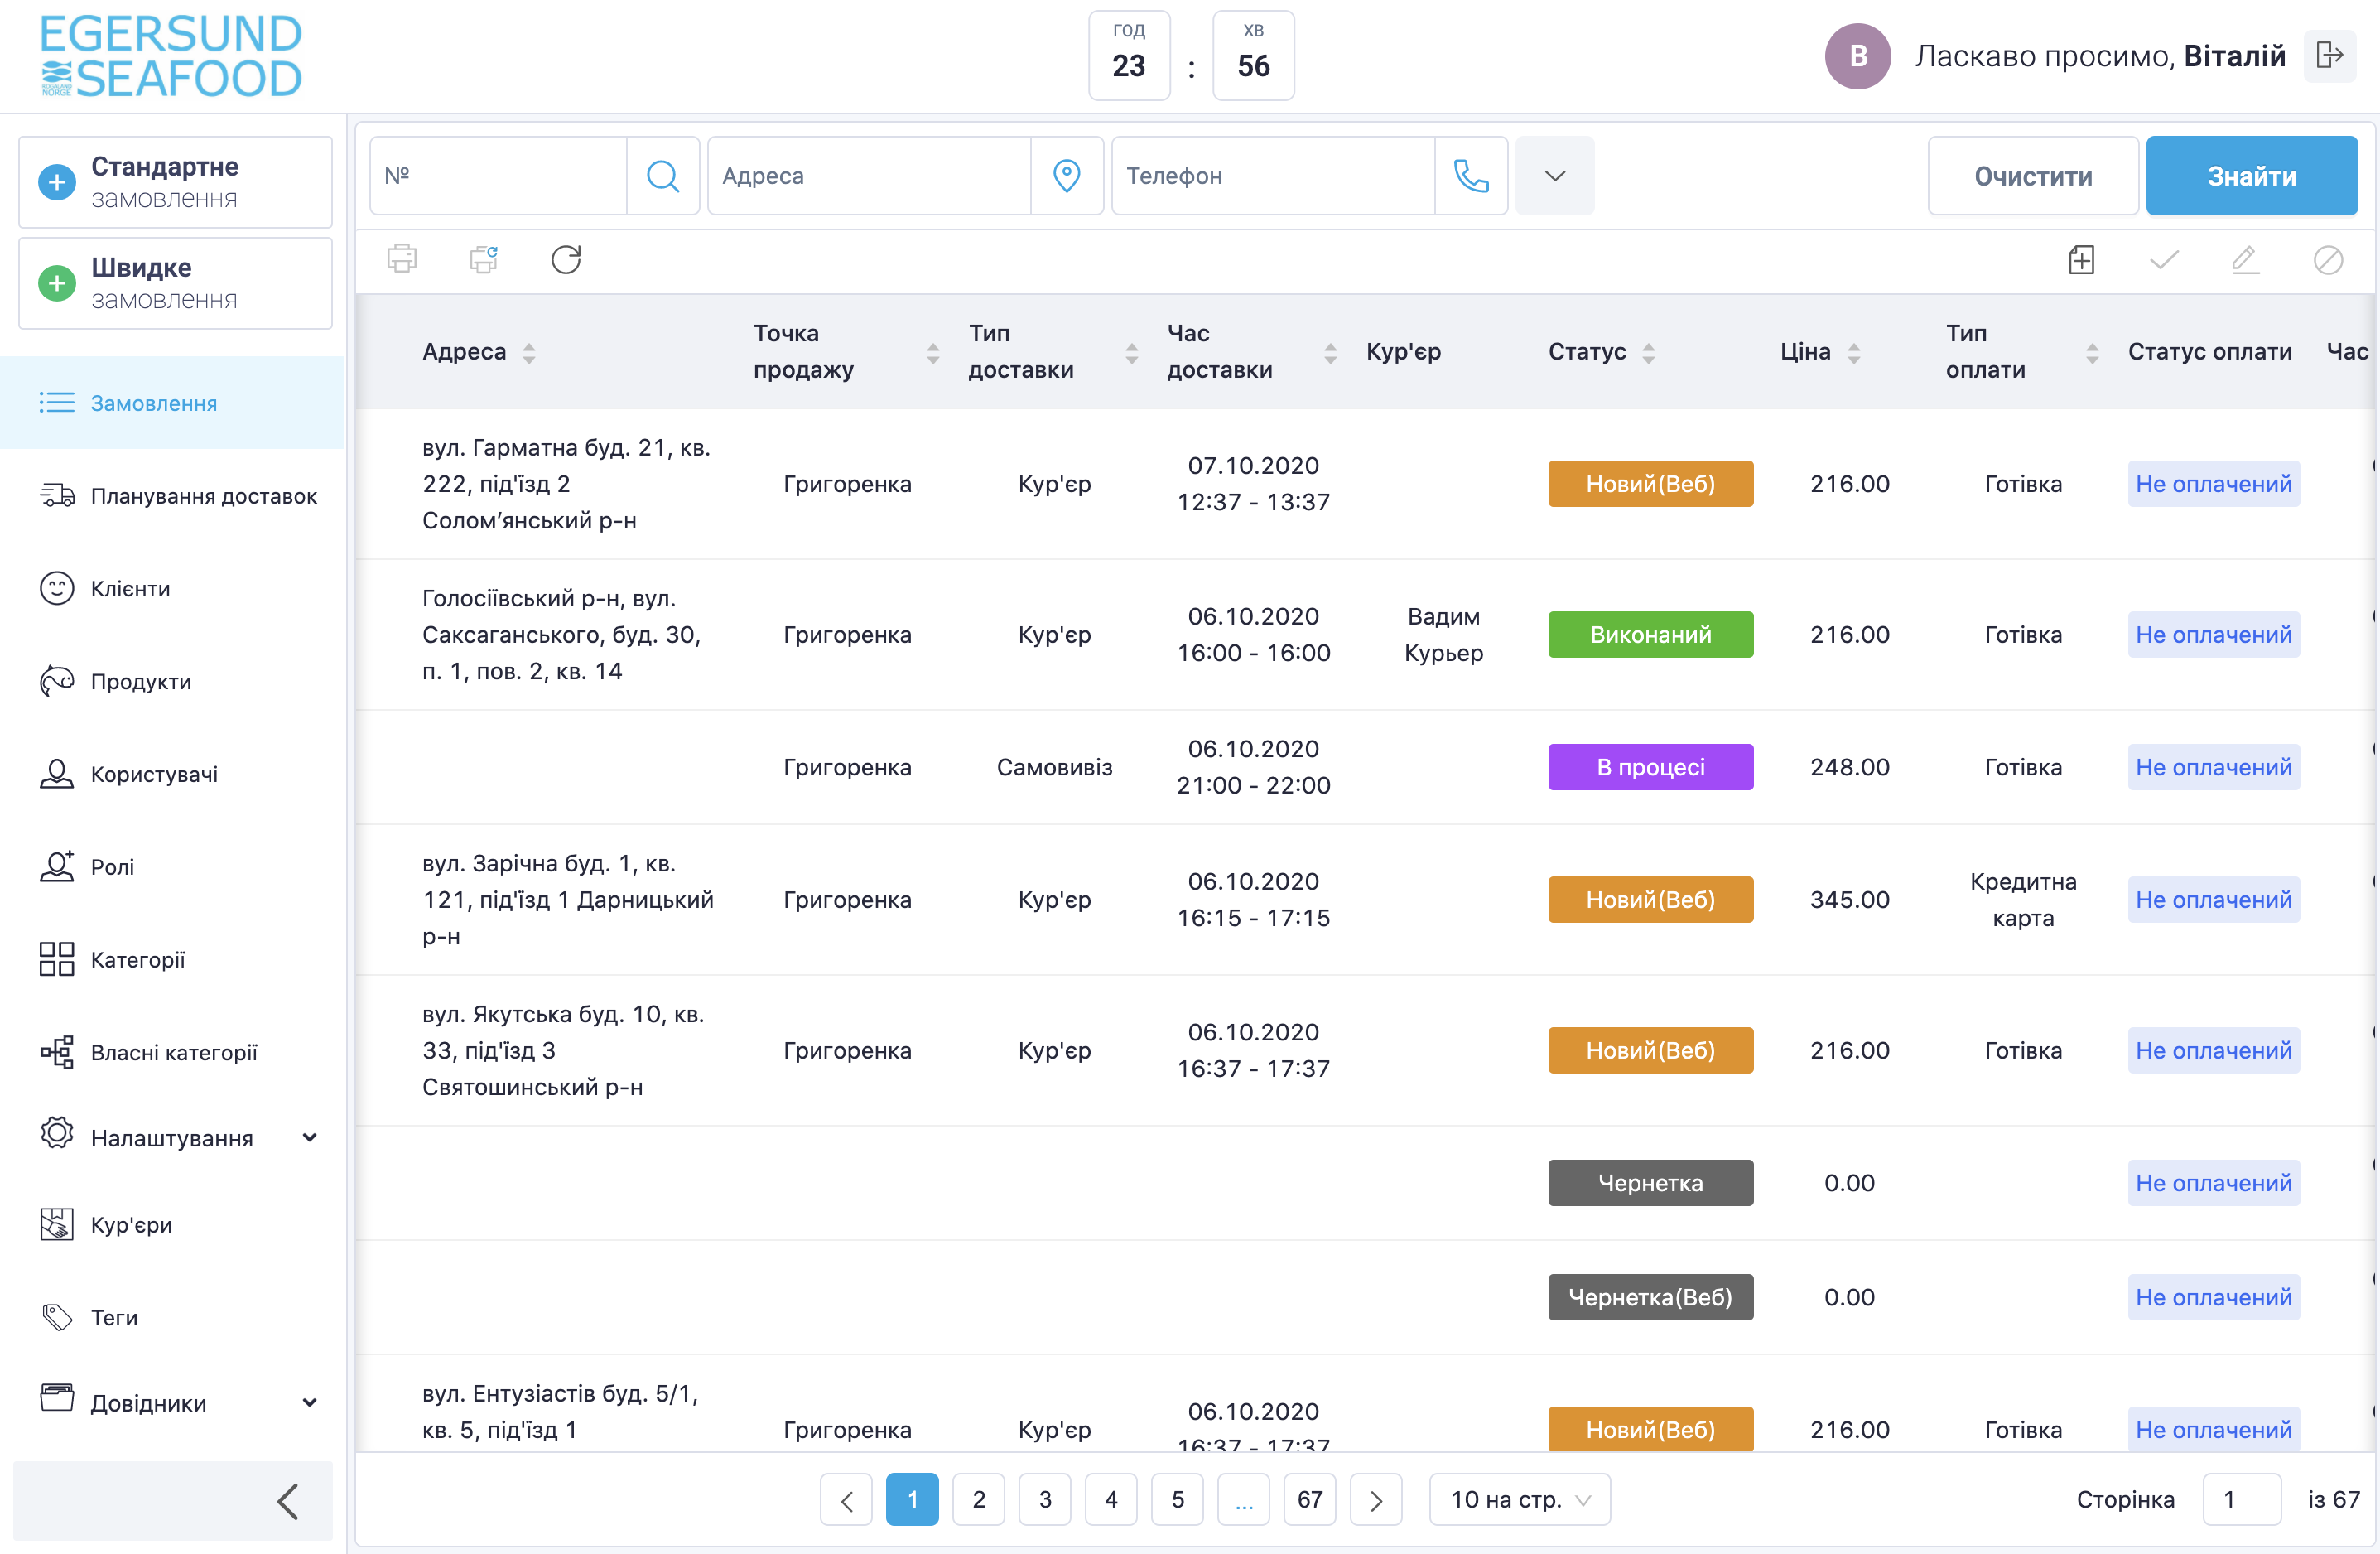 EGERSUND
SEAFOOD
ROGALAND
NORGE
ГОД
23
:
ХВ
56
В
Ласкаво просимо, Віталій
Стандартне
замовлення
Швидке
замовлення
Замовлення
Планування доставок
Клієнти
Продукти
Користувачі
Ролі
Категорії
Власні категорії
Налаштування
Кур'єри
Теги
Довідники
№
Адреса
Телефон
Очистити
Знайти
Адреса
Точка
продажу
Тип
доставки
Час
доставки
Кур'єр
Статус
Ціна
Тип
оплати
Статус оплати
Час
вул. Гарматна буд. 21, кв.
222, під'їзд 2
Солом’янський р-н
Григоренка
Кур'єр
07.10.2020
12:37 - 13:37
Новий(Веб)
216.00
Готівка
Не оплачений
Голосіївський р-н, вул.
Саксаганського, буд. 30,
п. 1, пов. 2, кв. 14
Григоренка
Кур'єр
06.10.2020
16:00 - 16:00
Вадим
Курьер
Виконаний
216.00
Готівка
Не оплачений
Григоренка
Самовивіз
06.10.2020
21:00 - 22:00
В процесі
248.00
Готівка
Не оплачений
вул. Зарічна буд. 1, кв.
121, під'їзд 1 Дарницький
р-н
Григоренка
Кур'єр
06.10.2020
16:15 - 17:15
Новий(Веб)
345.00
Кредитна
карта
Не оплачений
вул. Якутська буд. 10, кв.
33, під'їзд 3
Святошинський р-н
Григоренка
Кур'єр
06.10.2020
16:37 - 17:37
Новий(Веб)
216.00
Готівка
Не оплачений
Чернетка
0.00
Не оплачений
Чернетка(Веб)
0.00
Не оплачений
вул. Ентузіастів буд. 5/1,
кв. 5, під'їзд 1
Григоренка
Кур'єр
06.10.2020
16:37 - 17:37
Новий(Веб)
216.00
Готівка
Не оплачений
1
2
3
4
5
...
67
10 на стр.
Сторінка
1
із 67